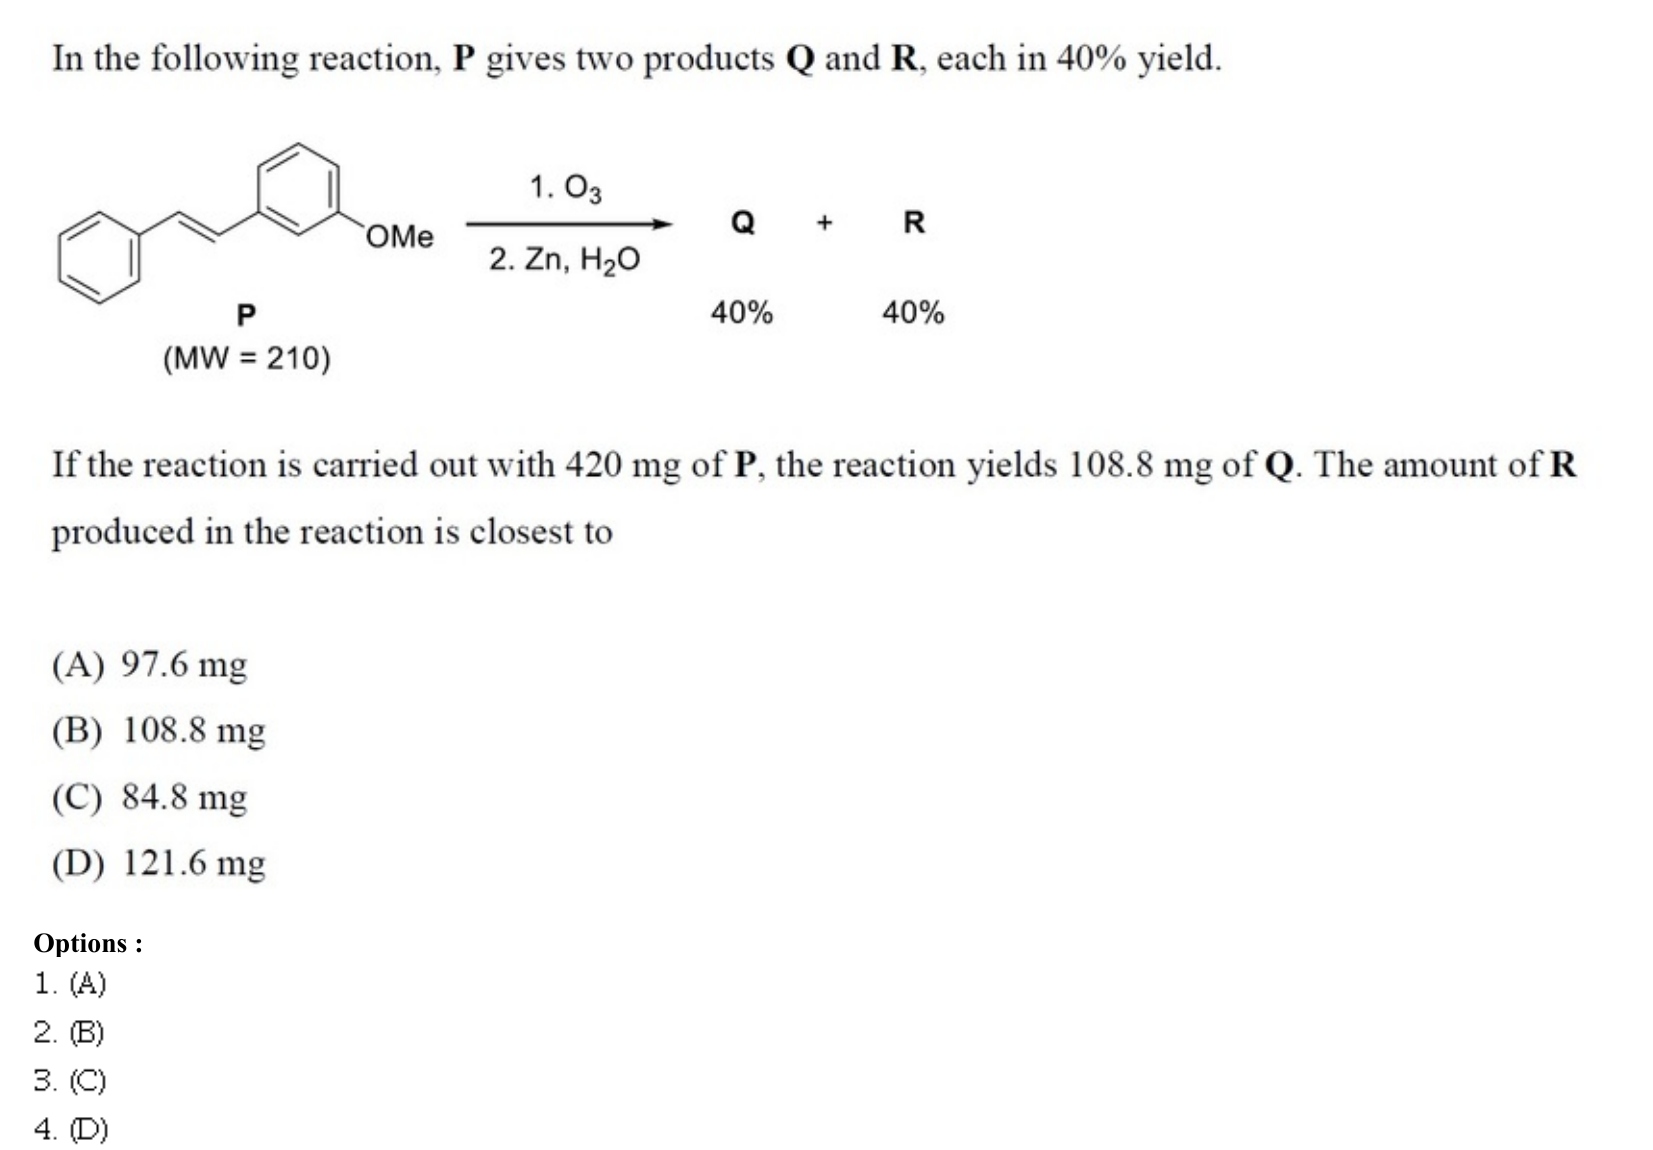 In the following reaction, P gives two products Q and R, each in 40% yield.
1. O3
OMe
Q + R
2. Zn, H2O
P
40% 40%
(MW = 210)
If the reaction is carried out with 420 mg of P, the reaction yields 108.8 mg of Q. The amount of R
produced in the reaction is closest to
(A) 97.6 mg
(B) 108.8 mg
(C) 84.8 mg
(D) 121.6 mg
Options :
1. (A)
2. (B)
3. (C)
4. (D)